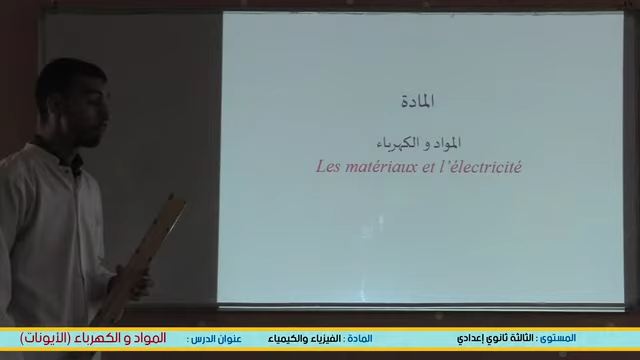 المادة
المواد و الكهرباء
Les matériaux et l'électricité
المستوى : الثالثة ثانوي إعدادي
المادة : الفيزياء والكيمياء
عنوان الدرس : المواد و الكهرباء (الأيونات)